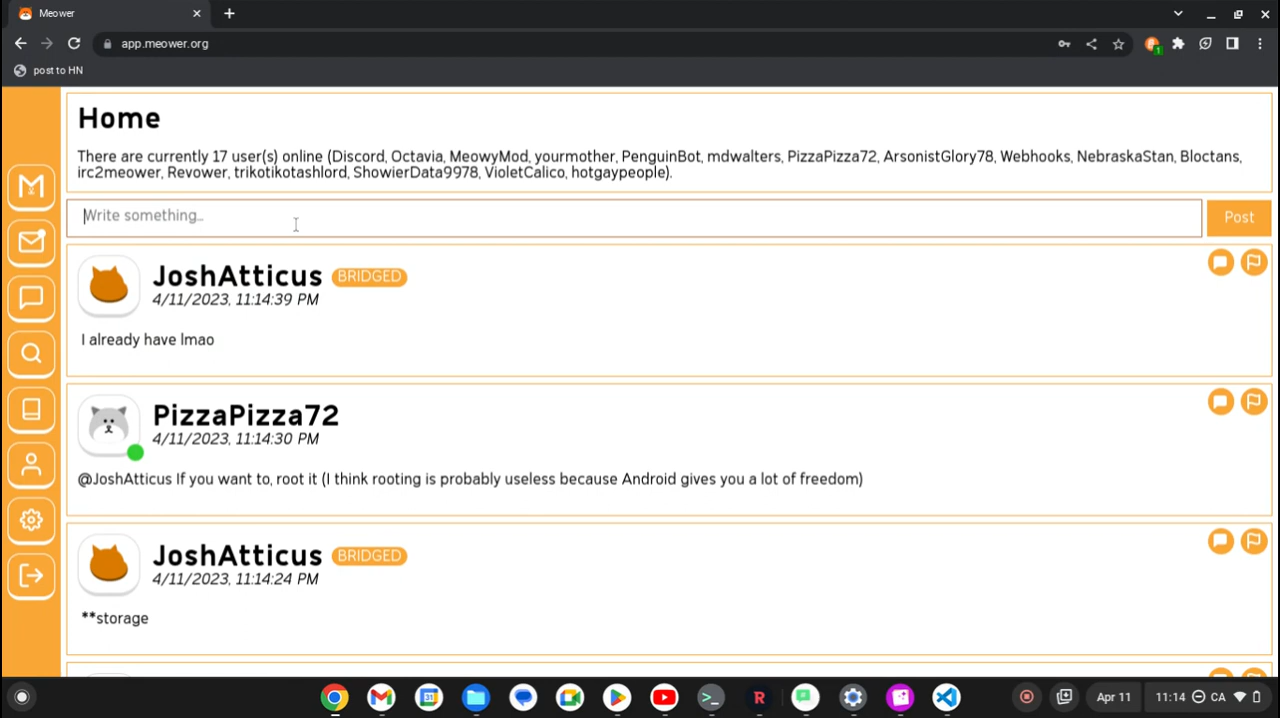 Meower
app.meower.org
post to HN
Home
There are currently 17 user(s) online (Discord, Octavia, MeowyMod, yourmother, PenguinBot, mdwalters, PizzaPizza72, ArsonistGlory78, Webhooks, NebraskaStan, Bloctans,
irc2meower, Revower, trikotikotashlord, ShowierData9978, VioletCalico, hotgaypeople).
Write something...
Post
JoshAtticus BRIDGED
4/11/2023, 11:14:39 PM
I already have lmao
PizzaPizza72
4/11/2023, 11:14:30 PM
@JoshAtticus If you want to, root it (I think rooting is probably useless because Android gives you a lot of freedom)
JoshAtticus BRIDGED
4/11/2023, 11:14:24 PM
**storage
Apr 11
11:14 CA